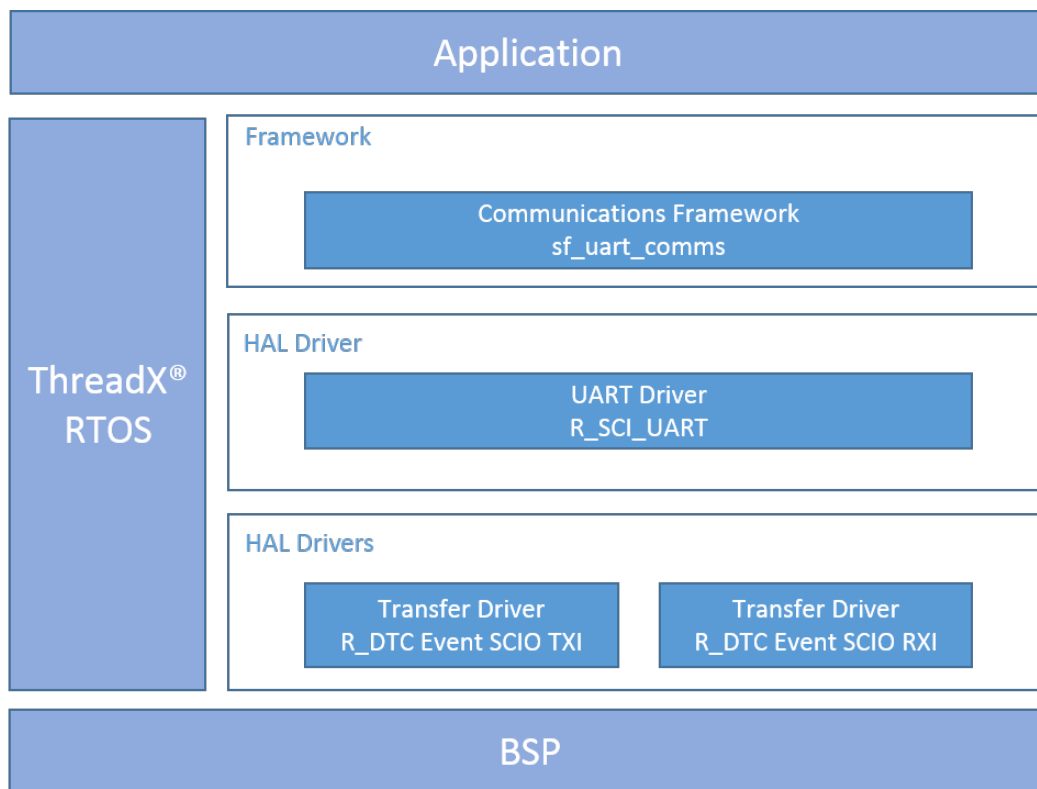 Application
ThreadX®
RTOS
Framework
Communications Framework
sf_uart_comms
HAL Driver
UART Driver
R_SCI_UART
HAL Drivers
Transfer Driver
R_DTC Event SCIO TXI
Transfer Driver
R_DTC Event SCIO RXI
BSP